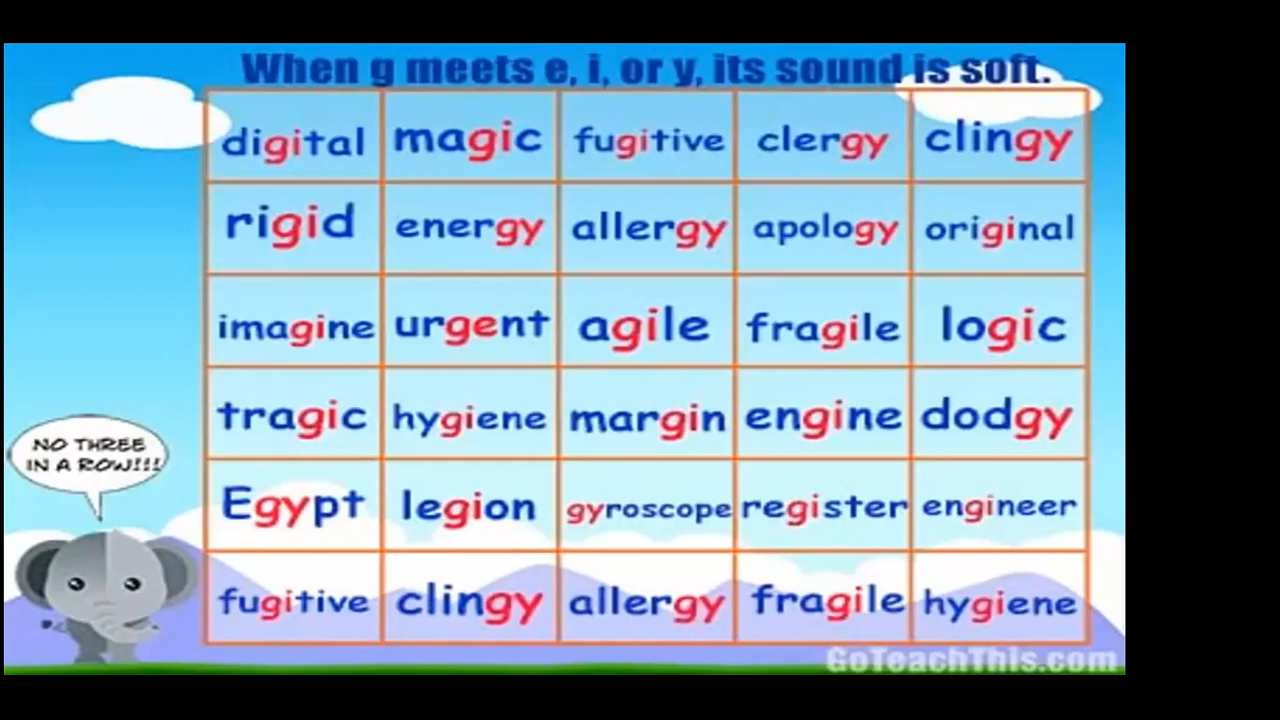 When g meets e, i, or y, its sound is soft.
digital magic fugitive clergy clingy
rigid energy allergy apology original
imagine urgent agile fragile logic
tragic hygiene margin engine dodgy
NO THREE
IN A ROW!!!
Egypt legion gyroscope register engineer
fugitive clingy allergy fragile hygiene
GoTeachThis.com